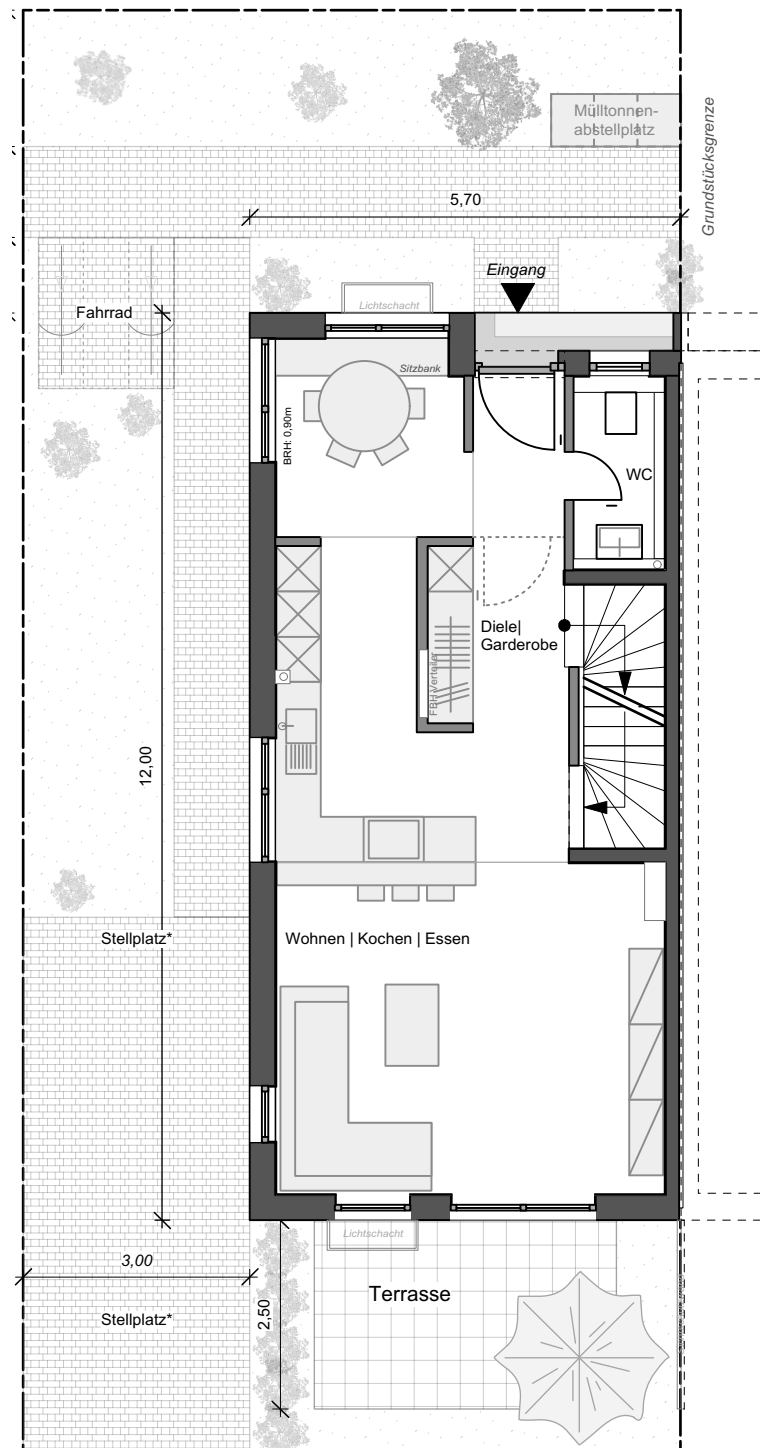 Mülltonnen-
abstellplatz
Grundstücksgrenze
5,70
Eingang
Lichtschacht
Fahrrad
Sitzbank
BRH: 0,90m
WC
Diele|
Garderobe
FBH-Verteiler
12,00
Stellplatz*
Wohnen | Kochen | Essen
Lichtschacht
3,00
Terrasse
2,50
Stellplatz*